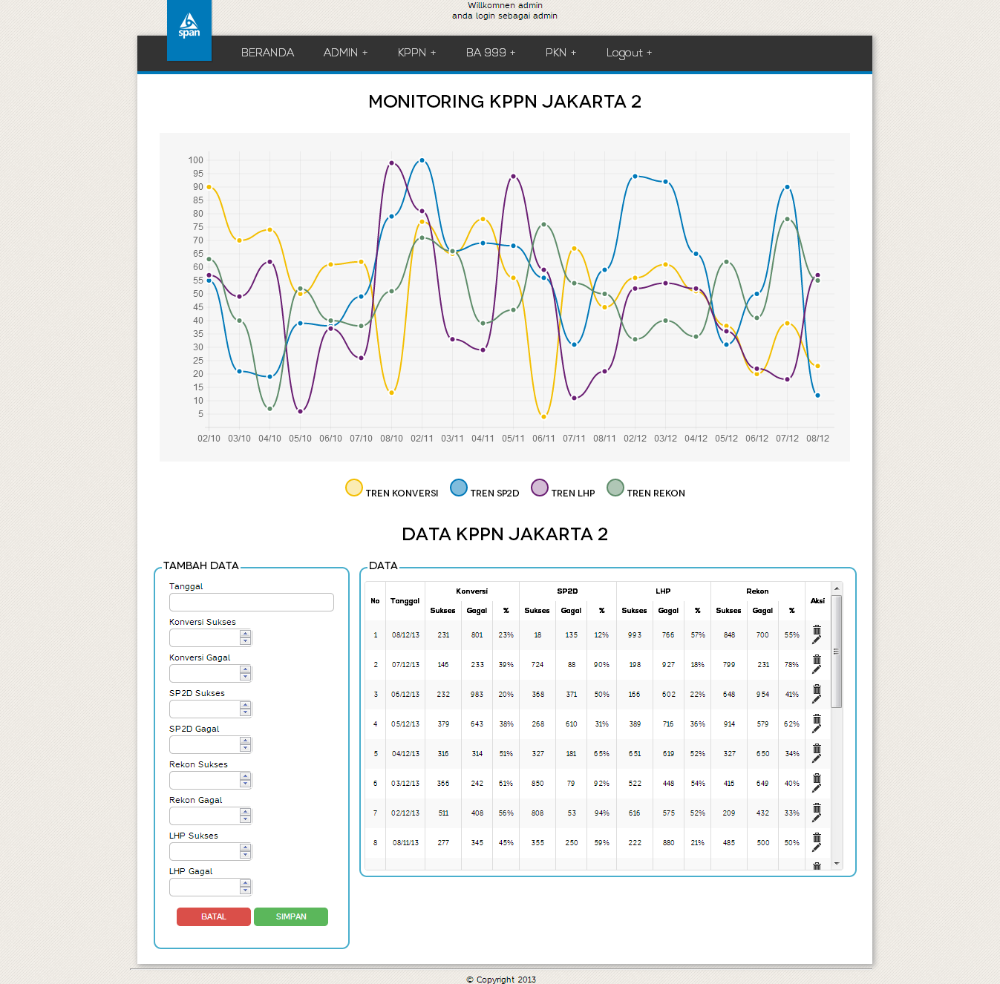 Willkomnen admin
anda login sebagai admin
span
BERANDA ADMIN + KPPN + BA 999 + PKN + Logout +
MONITORING KPPN JAKARTA 2
100
95
90
85
80
75
70
65
60
55
50
45
40
35
30
25
20
15
10
5
02/10 03/10 04/10 05/10 06/10 07/10 08/10 02/11 03/11 04/11 05/11 06/11 07/11 08/11 02/12 03/12 04/12 05/12 06/12 07/12 08/12
TREN KONVERSI TREN SP2D TREN LHP TREN REKON
DATA KPPN JAKARTA 2
TAMBAH DATA
Tanggal
Konversi Sukses
Konversi Gagal
SP2D Sukses
SP2D Gagal
Rekon Sukses
Rekon Gagal
LHP Sukses
LHP Gagal
BATAL SIMPAN
DATA
No Tanggal Konversi SP2D LHP Rekon Aksi
Sukses Gagal % Sukses Gagal % Sukses Gagal % Sukses Gagal %
1 08/12/13 231 801 23% 18 135 12% 993 766 57% 848 700 55%
2 07/12/13 146 233 39% 724 88 90% 198 927 18% 799 231 78%
3 06/12/13 232 983 20% 368 371 50% 166 602 22% 648 954 41%
4 05/12/13 379 643 38% 268 610 31% 389 716 36% 914 579 62%
5 04/12/13 316 314 51% 327 181 65% 651 619 52% 327 650 34%
6 03/12/13 366 242 61% 850 79 92% 522 448 54% 416 649 40%
7 02/12/13 511 408 56% 808 53 94% 616 575 52% 209 432 33%
8 08/11/13 277 345 45% 355 250 59% 222 880 21% 485 500 50%
© Copyright 2013